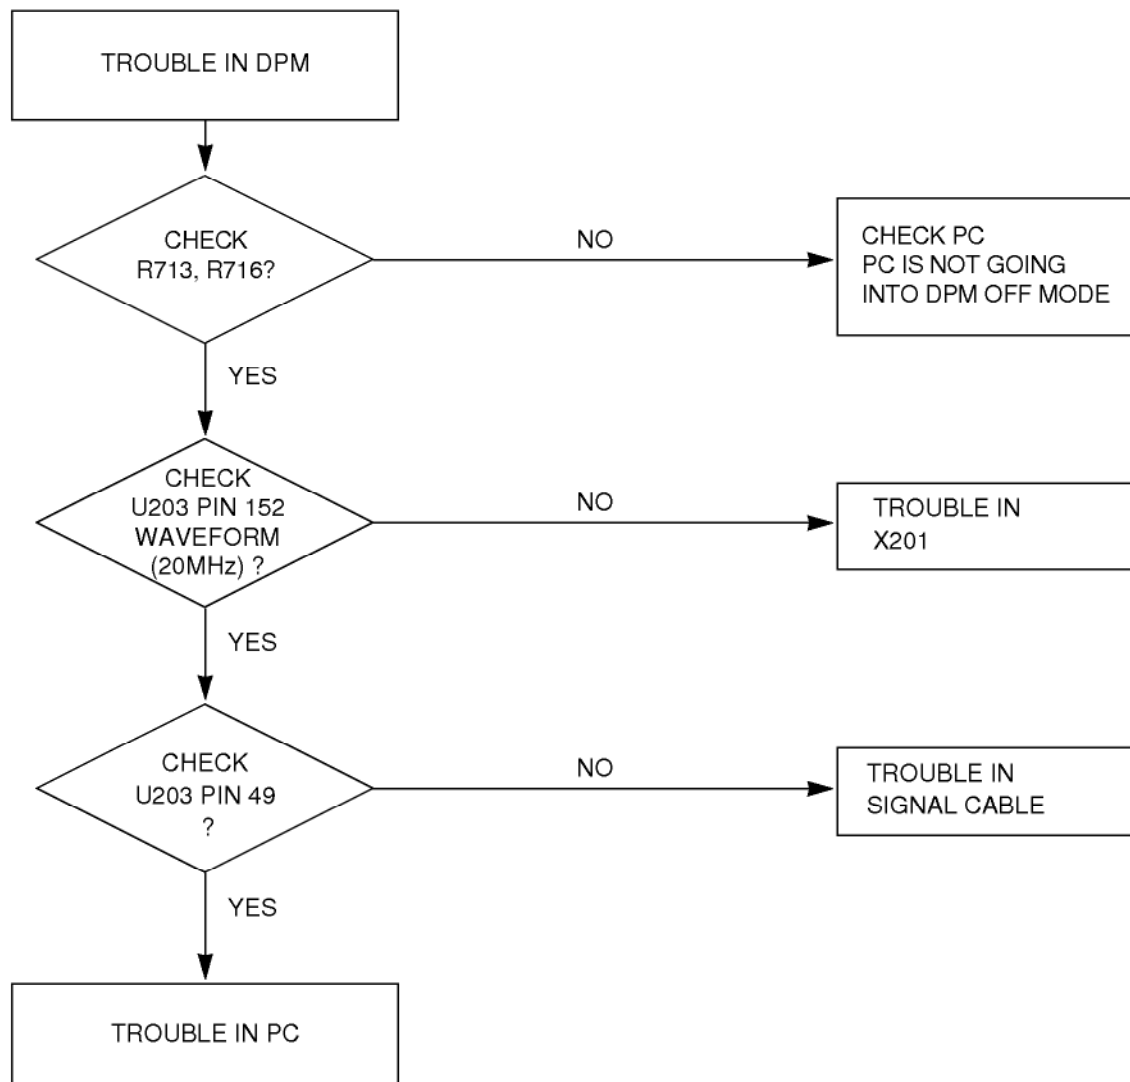 TROUBLE IN DPM
CHECK
R713, R716?
NO
CHECK PC
PC IS NOT GOING
INTO DPM OFF MODE
YES
CHECK
U203 PIN 152
WAVEFORM
(20MHz) ?
NO
TROUBLE IN
X201
YES
CHECK
U203 PIN 49
?
NO
TROUBLE IN
SIGNAL CABLE
YES
TROUBLE IN PC